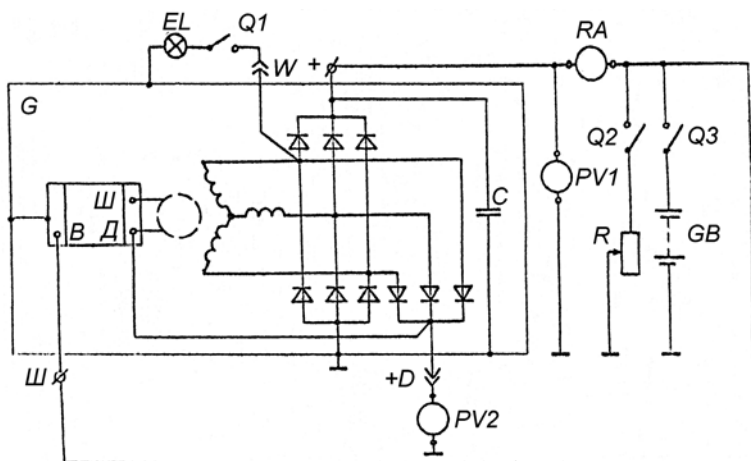 EL
Q1
RA
W
+
G
Q2
Q3
PV1
Ш
В
Д
C
R
GB
Ш
+D
PV2